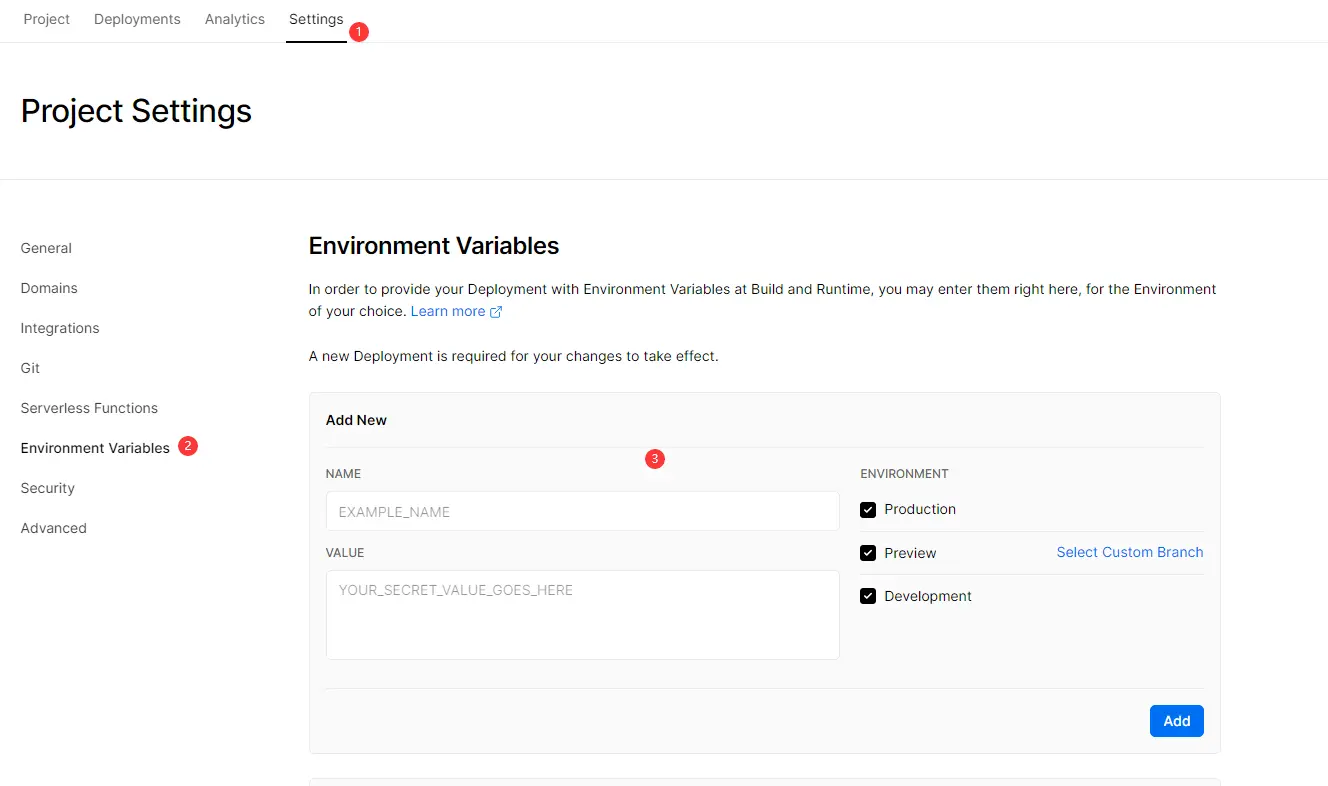 Project Deployments Analytics Settings 1
Project Settings
General
Domains
Integrations
Git
Serverless Functions
Environment Variables 2
Security
Advanced
Environment Variables
In order to provide your Deployment with Environment Variables at Build and Runtime, you may enter them right here, for the Environment
of your choice. Learn more
A new Deployment is required for your changes to take effect.
Add New
3
NAME
EXAMPLE_NAME
VALUE
YOUR_SECRET_VALUE_GOES_HERE
ENVIRONMENT
Production
Preview Select Custom Branch
Development
Add